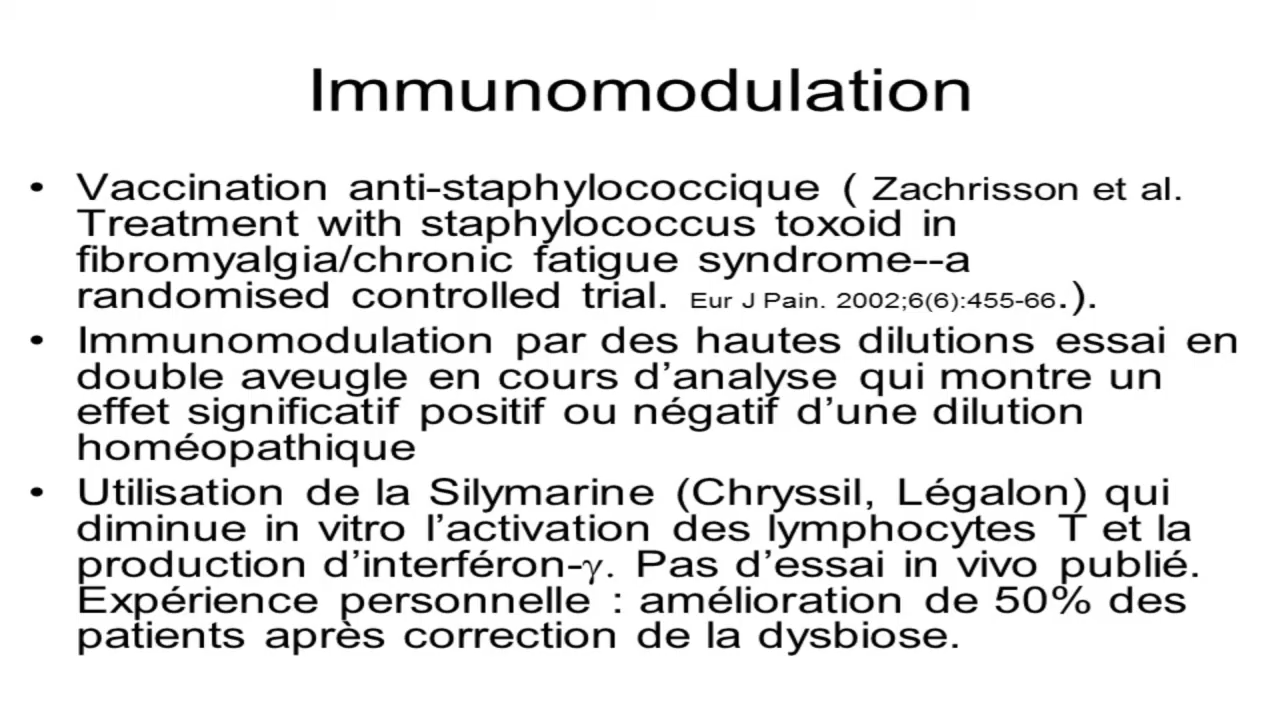 Immunomodulation
• Vaccination anti-staphylococcique ( Zachrisson et al.
Treatment with staphylococcus toxoid in
fibromyalgia/chronic fatigue syndrome--a
randomised controlled trial. Eur J Pain. 2002;6(6):455-66.).
• Immunomodulation par des hautes dilutions essai en
double aveugle en cours d’analyse qui montre un
effet significatif positif ou négatif d’une dilution
homéopathique
• Utilisation de la Silymarine (Chryssil, Légalon) qui
diminue in vitro l’activation des lymphocytes T et la
production d’interféron-γ. Pas d’essai in vivo publié.
Expérience personnelle : amélioration de 50% des
patients après correction de la dysbiose.